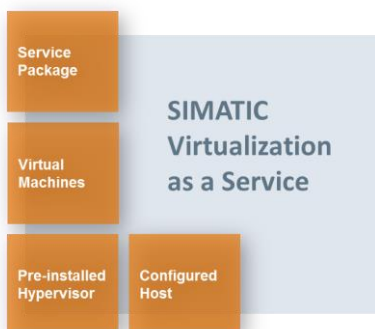 Service
Package
SIMATIC
Virtualization
as a Service
Virtual
Machines
Pre-installed
Hypervisor
Configured
Host